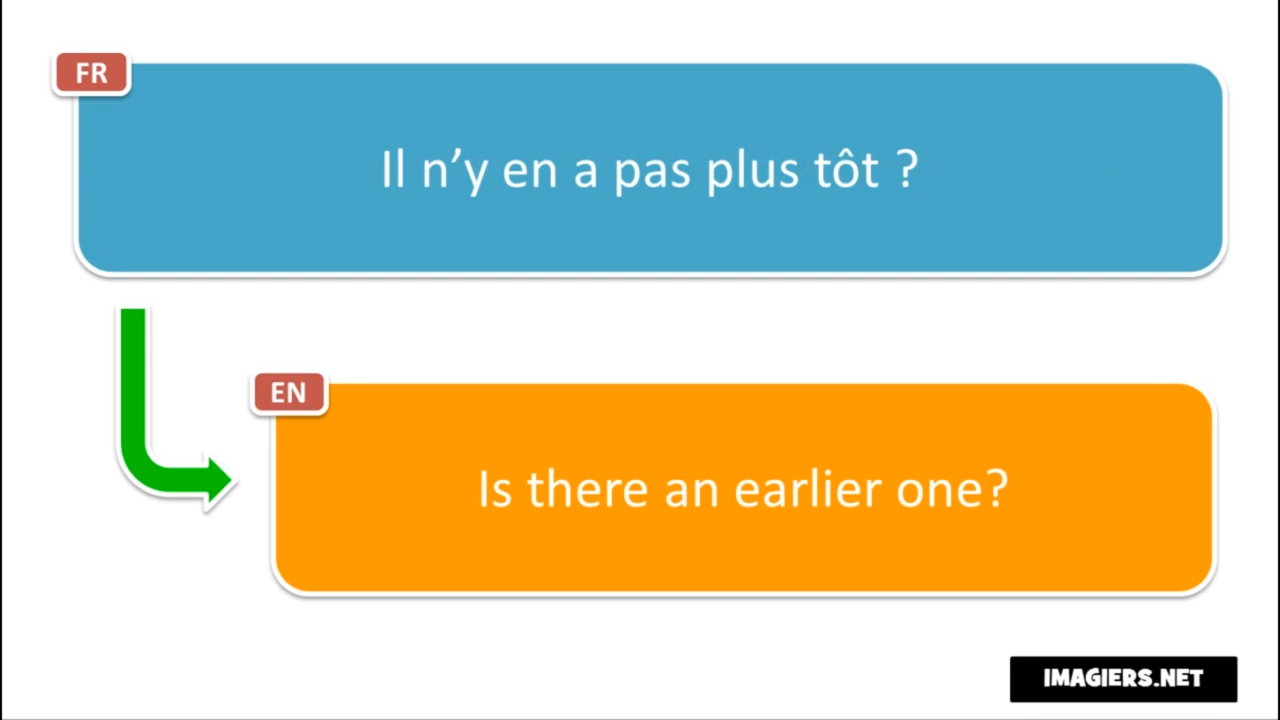 FR
Il n’y en a pas plus tôt ?
EN
Is there an earlier one?
IMAGIERS.NET